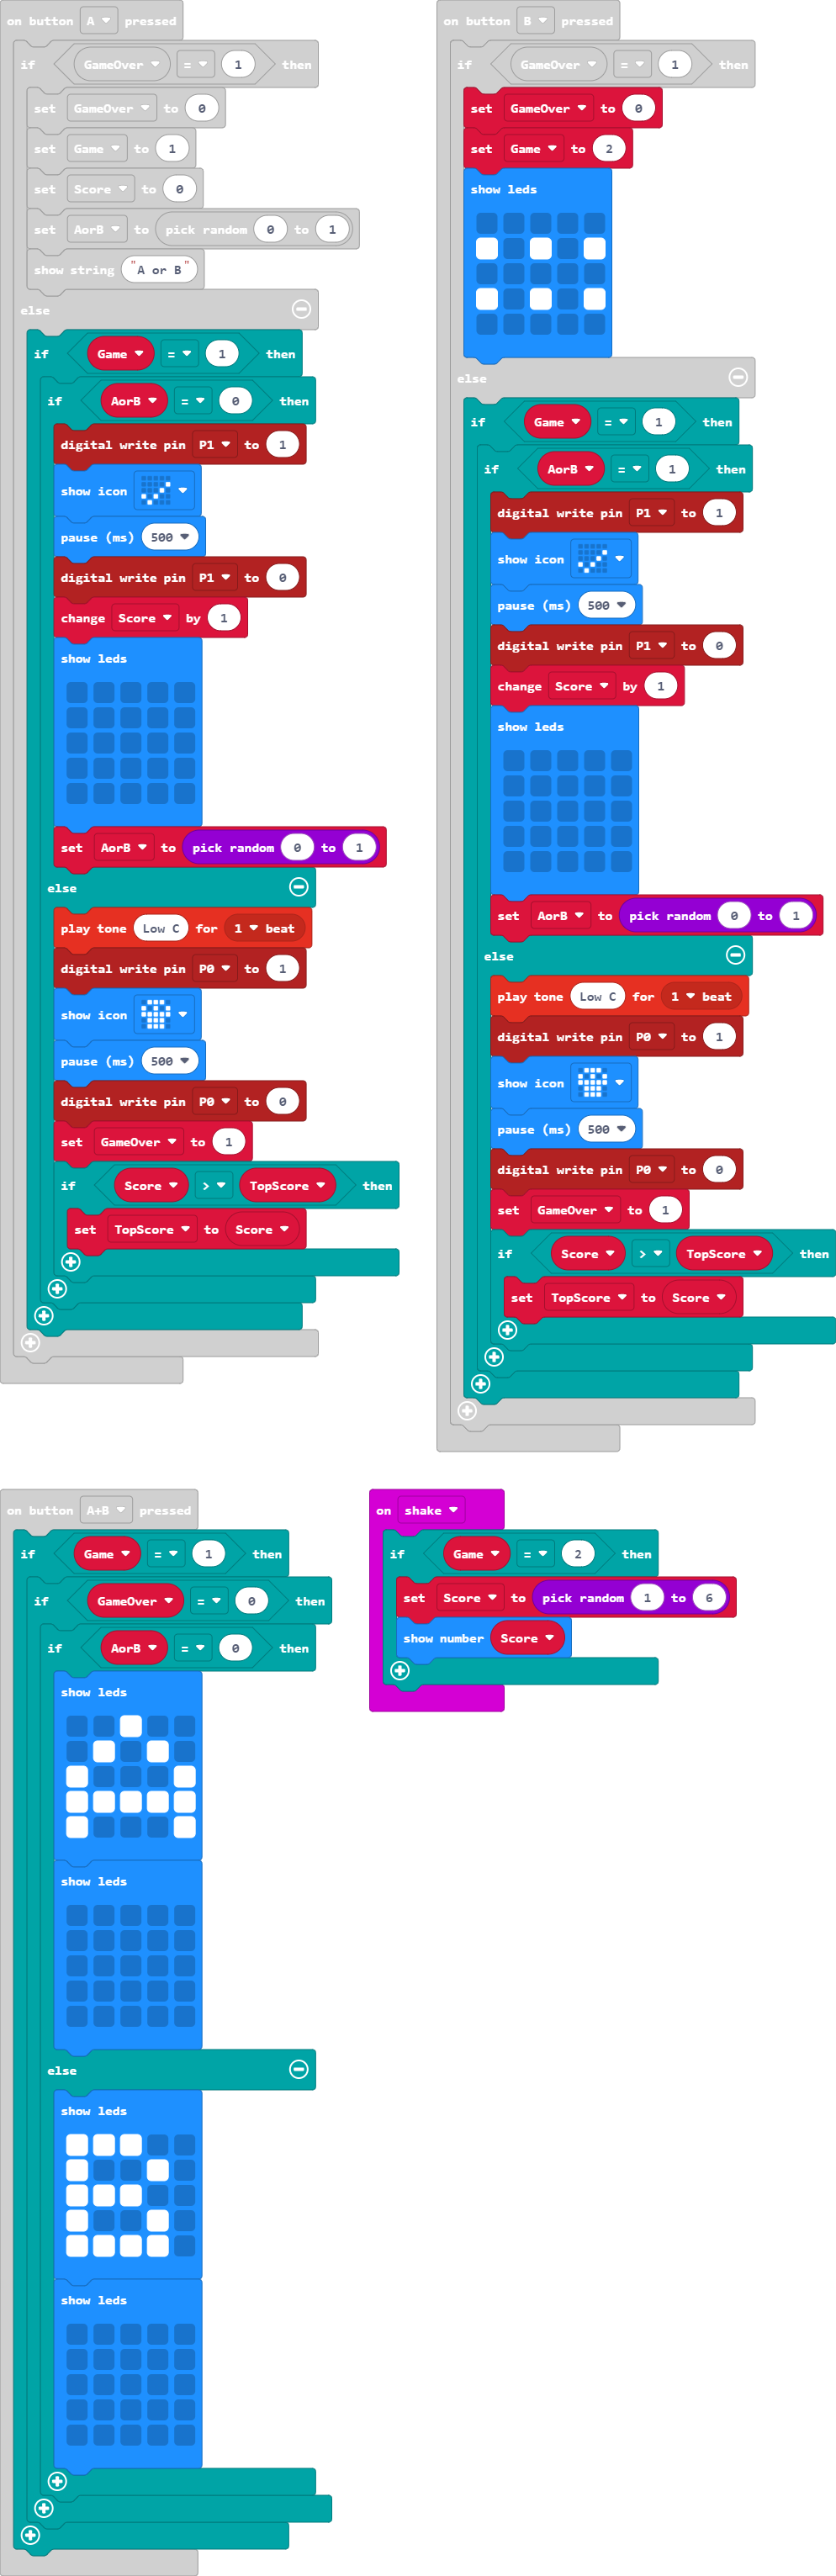 on button A pressed
if GameOver = 1 then
set GameOver to 0
set Game to 1
set Score to 0
set AorB to pick random 0 to 1
show string "A or B"
else
if Game = 1 then
if AorB = 0 then
digital write pin P1 to 1
show icon
pause (ms) 500
digital write pin P1 to 0
change Score by 1
show leds
set AorB to pick random 0 to 1
else
play tone Low C for 1 beat
digital write pin P0 to 1
show icon
pause (ms) 500
digital write pin P0 to 0
set GameOver to 1
if Score > TopScore then
set TopScore to Score
on button B pressed
if GameOver = 1 then
set GameOver to 0
set Game to 2
show leds
else
if Game = 1 then
if AorB = 1 then
digital write pin P1 to 1
show icon
pause (ms) 500
digital write pin P1 to 0
change Score by 1
show leds
set AorB to pick random 0 to 1
else
play tone Low C for 1 beat
digital write pin P0 to 1
show icon
pause (ms) 500
digital write pin P0 to 0
set GameOver to 1
if Score > TopScore then
set TopScore to Score
on button A+B pressed
if Game = 1 then
if GameOver = 0 then
if AorB = 0 then
show leds
show leds
else
show leds
show leds
on shake
if Game = 2 then
set Score to pick random 1 to 6
show number Score